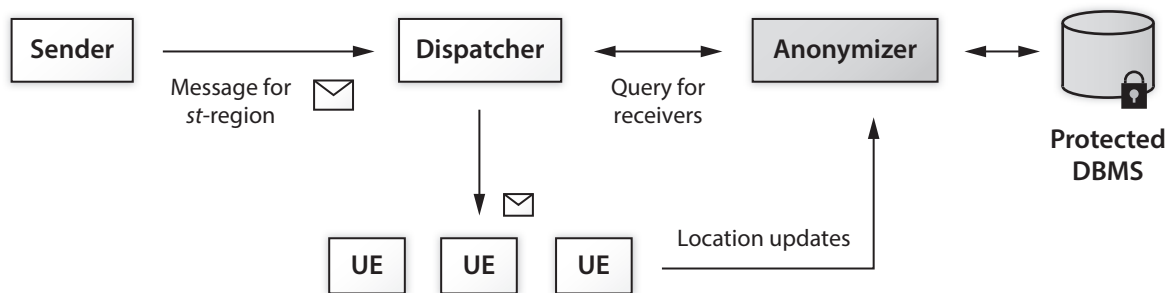 Sender
Dispatcher
Anonymizer
Message for
st-region
Query for
receivers
Protected
DBMS
UE
UE
UE
Location updates